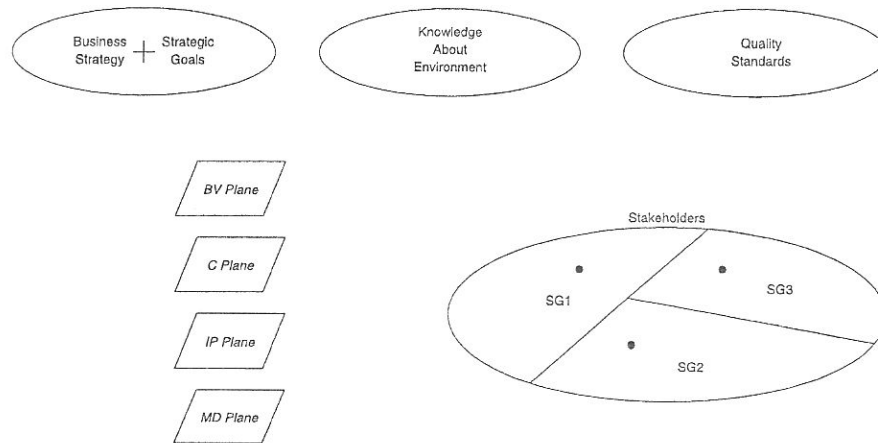 Business Strategy
Strategic Goals
Knowledge
About
Environment
Quality
Standards
BV Plane
C Plane
IP Plane
MD Plane
Stakeholders
SG1
SG3
SG2